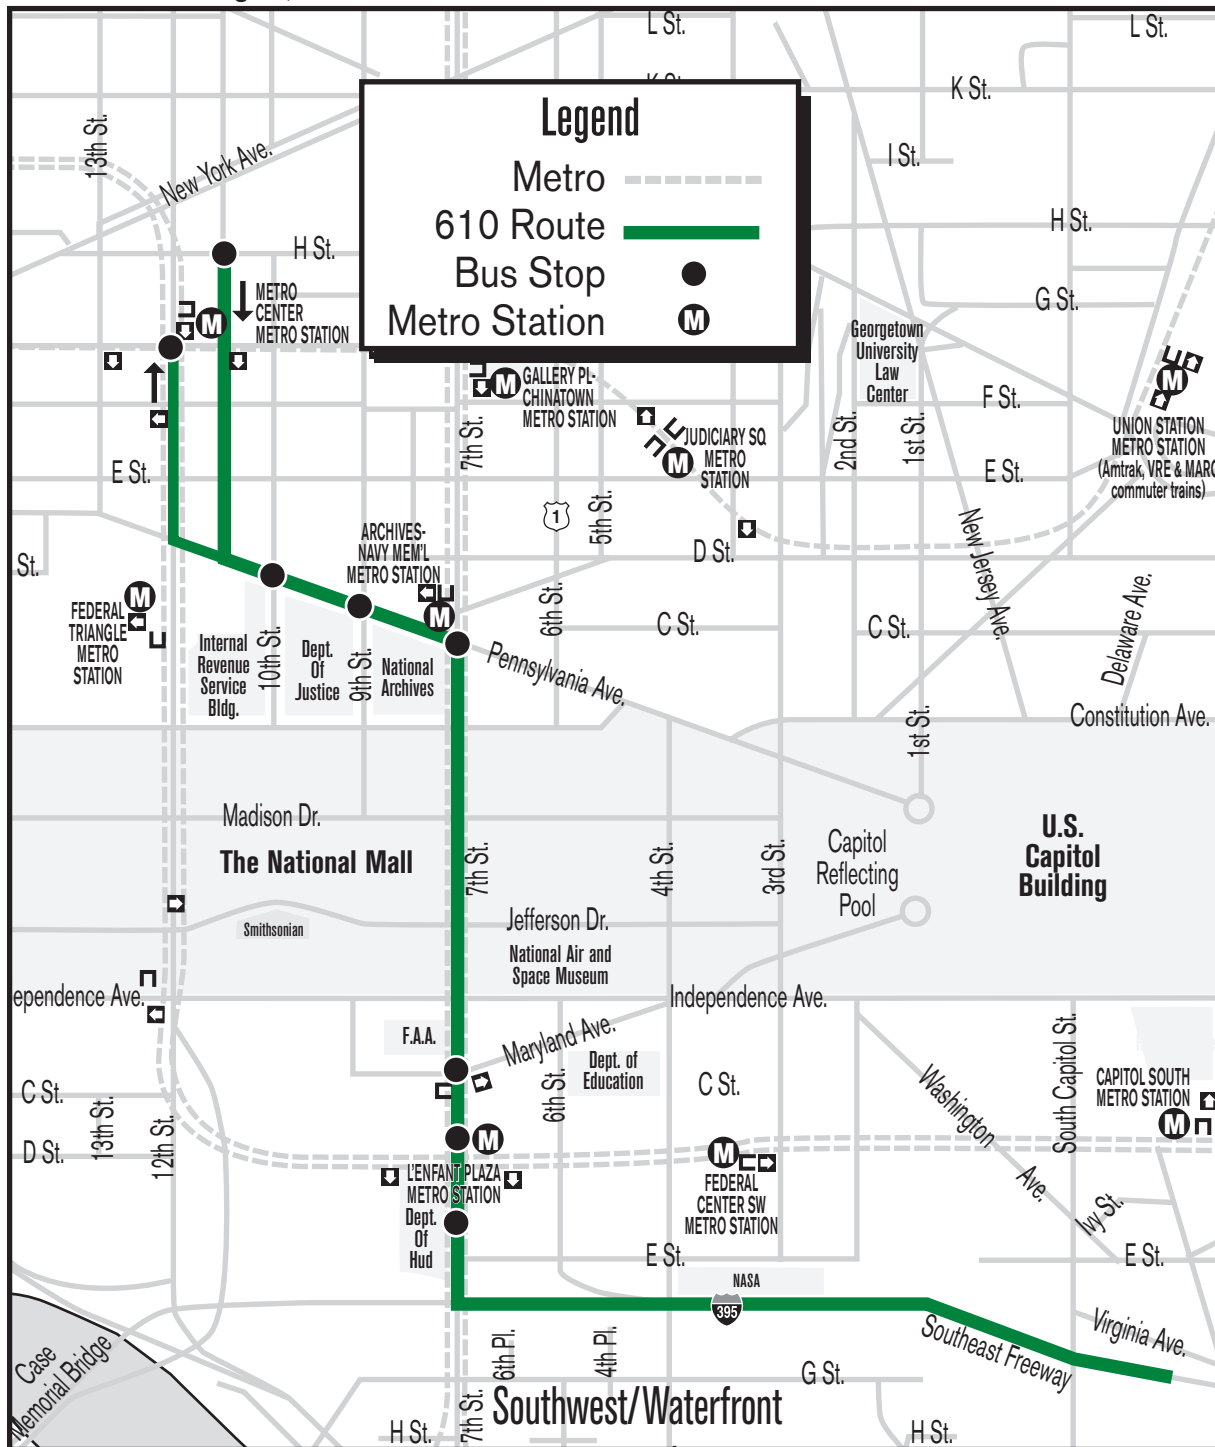 L St.
L St.
K St.
K St.
13th St.
New York Ave.
I St.
H St.
H St.
G St.
Legend
Metro
610 Route
Bus Stop
Metro Station
M
METRO
CENTER
METRO STATION
M
GALLERY PL-
CHINATOWN
METRO STATION
M
7th St.
JUDICIARY SQ
METRO
STATION
M
Georgetown
University
Law
Center
2nd St.
1st St.
F St.
UNION STATION
METRO STATION
(Amtrak, VRE & MARC
commuter trains)
M
E St.
E St.
1
5th St.
ARCHIVES-
NAVY MEM'L
METRO STATION
M
D St.
St.
New Jersey Ave.
Delaware Ave.
M
FEDERAL
TRIANGLE
METRO
STATION
Internal
Revenue
Service
Bldg.
10th St.
Dept.
Of
Justice
9th St.
National
Archives
6th St.
C St.
C St.
Pennsylvania Ave.
1st St.
Constitution Ave.
Madison Dr.
The National Mall
7th St.
4th St.
3rd St.
Capitol
Reflecting
Pool
U.S.
Capitol
Building
Smithsonian
Jefferson Dr.
National Air and
Space Museum
ependence Ave.
Independence Ave.
F.A.A.
Maryland Ave.
Dept. of
Education
6th St.
C St.
C St.
13th St.
12th St.
D St.
Washington
Ave.
South Capitol St.
CAPITOL SOUTH
METRO STATION
M
M
L'ENFANT PLAZA
METRO STATION
M
FEDERAL
CENTER SW
METRO STATION
Dept.
Of
Hud
Ivy St.
E St.
E St.
NASA
395
Southeast Freeway
Virginia Ave.
Case
Memorial Bridge
6th Pl.
4th Pl.
G St.
7th St.
Southwest/Waterfront
H St.
H St.